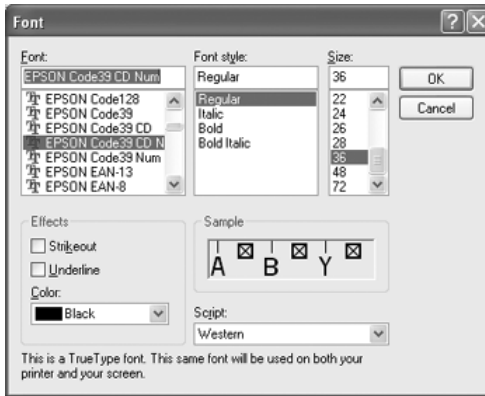 Font
Font:
EPSON Code39 CD Num
EPSON Code128
EPSON Code39
EPSON Code39 CD
EPSON Code39 CD N
EPSON Code39 Num
EPSON EAN-13
EPSON EAN-8
Font style:
Regular
Regular
Italic
Bold
Bold Italic
Size:
36
22
24
26
28
36
48
72
OK
Cancel
Effects
Strikeout
Underline
Color:
Black
Sample
A B Y
Script:
Western
This is a TrueType font. This same font will be used on both your
printer and your screen.